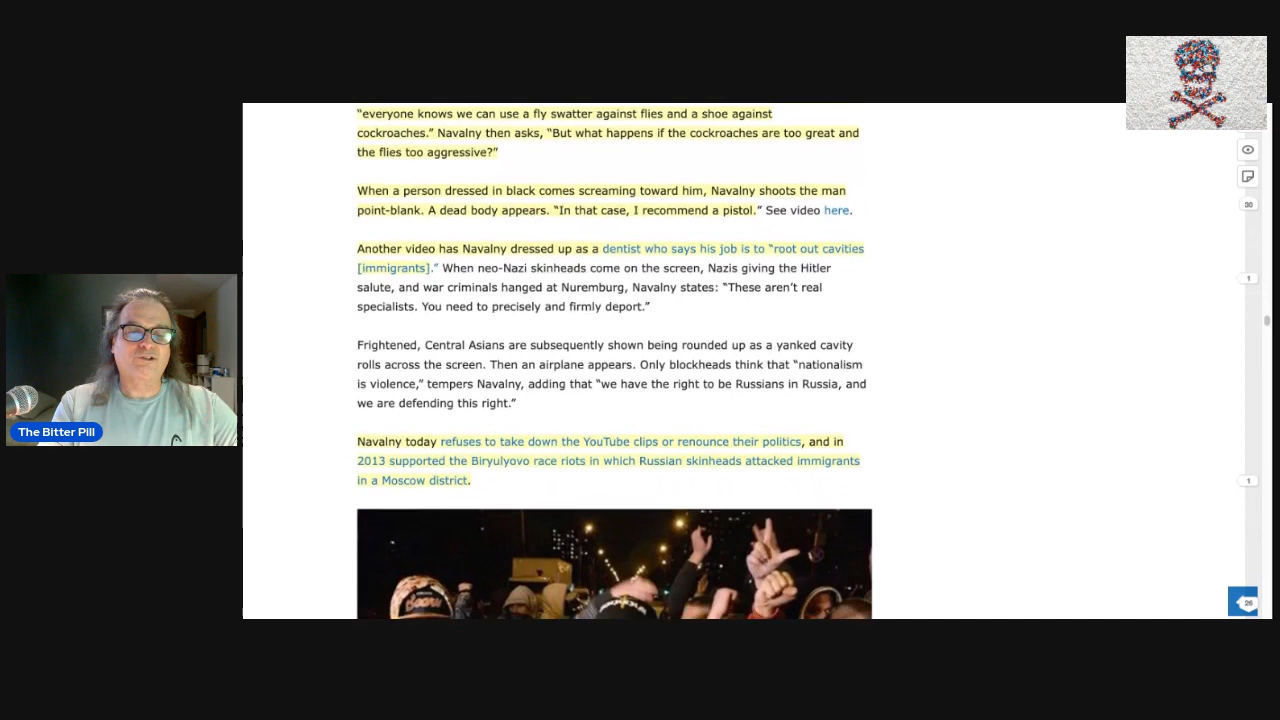 “everyone knows we can use a fly swatter against flies and a shoe against
cockroaches.” Navalny then asks, “But what happens if the cockroaches are too great and
the flies too aggressive?”
When a person dressed in black comes screaming toward him, Navalny shoots the man
point-blank. A dead body appears. “In that case, I recommend a pistol.” See video here.
Another video has Navalny dressed up as a dentist who says his job is to “root out cavities
[immigrants].” When neo-Nazi skinheads come on the screen, Nazis giving the Hitler
salute, and war criminals hanged at Nuremburg, Navalny states: “These aren’t real
specialists. You need to precisely and firmly deport.”
Frightened, Central Asians are subsequently shown being rounded up as a yanked cavity
rolls across the screen. Then an airplane appears. Only blockheads think that “nationalism
is violence,” tempers Navalny, adding that “we have the right to be Russians in Russia, and
we are defending this right.”
Navalny today refuses to take down the YouTube clips or renounce their politics, and in
2013 supported the Biryulyovo race riots in which Russian skinheads attacked immigrants
in a Moscow district.
The Bitter Pill
30
1
1
26